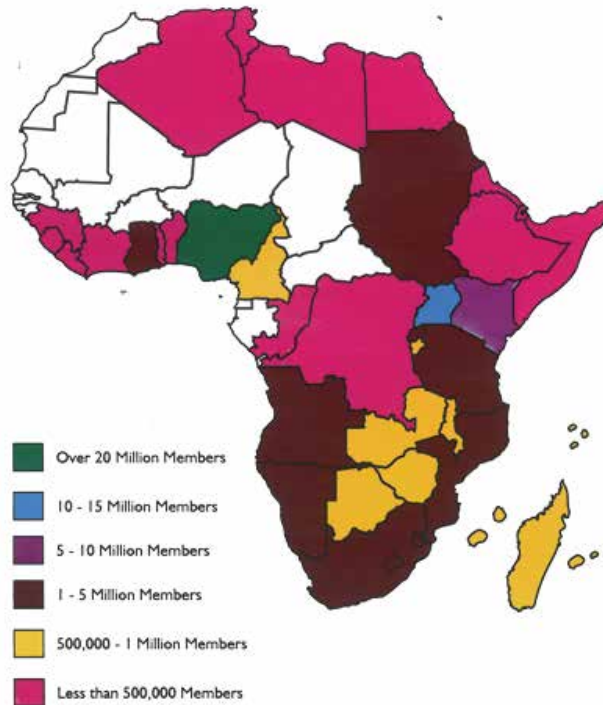 Over 20 Million Members
10 - 15 Million Members
5 - 10 Million Members
1 - 5 Million Members
500,000 - 1 Million Members
Less than 500,000 Members